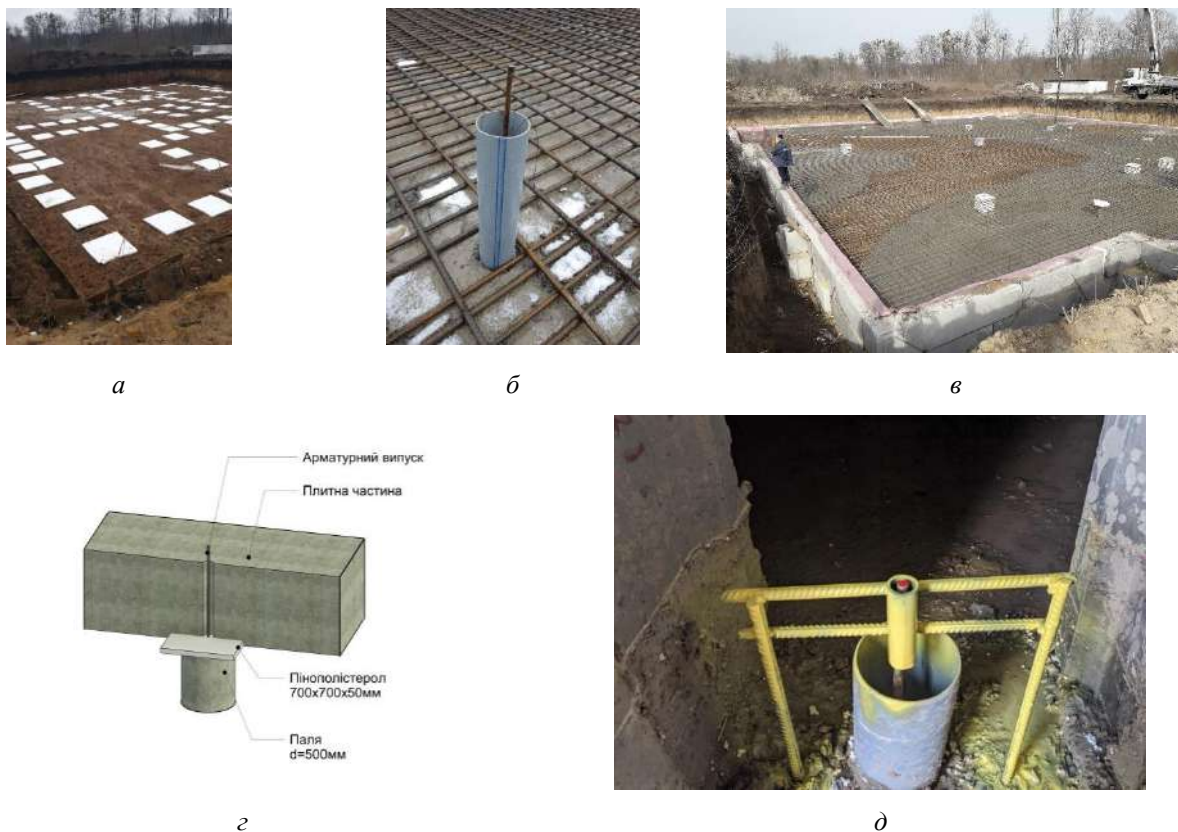 а
б
в
Арматурний випуск
Плитна частина
Пінополістерол
700х700х50мм
Паля
d=500мм
г
д